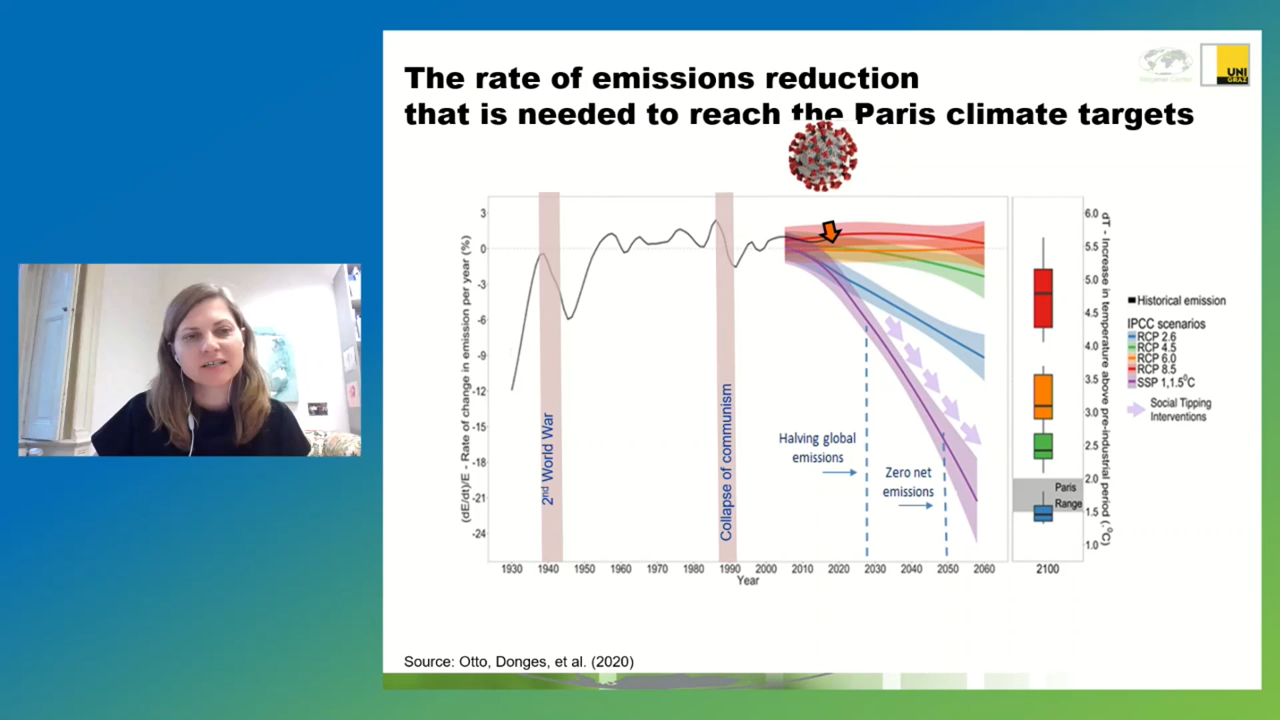 The rate of emissions reduction
that is needed to reach the Paris climate targets
UNI
GRAZ
(dE/dt)/E - Rate of change in emission per year (%)
3
0
-3
-6
-9
-12
-15
-18
-21
-24
2nd World War
Collapse of communism
Halving global
emissions
Zero net
emissions
1930 1940 1950 1960 1970 1980 1990 2000 2010 2020 2030 2040 2050 2060
Year
Paris
Range
2100
6.0
5.5
5.0
4.5
4.0
3.5
3.0
2.5
2.0
1.5
1.0
dT - Increase in temperature above pre-industrial period (.°C)
Historical emission
IPCC scenarios
RCP 2.6
RCP 4.5
RCP 6.0
RCP 8.5
SSP 1,1.5°C
Social Tipping
Interventions
Source: Otto, Donges, et al. (2020)